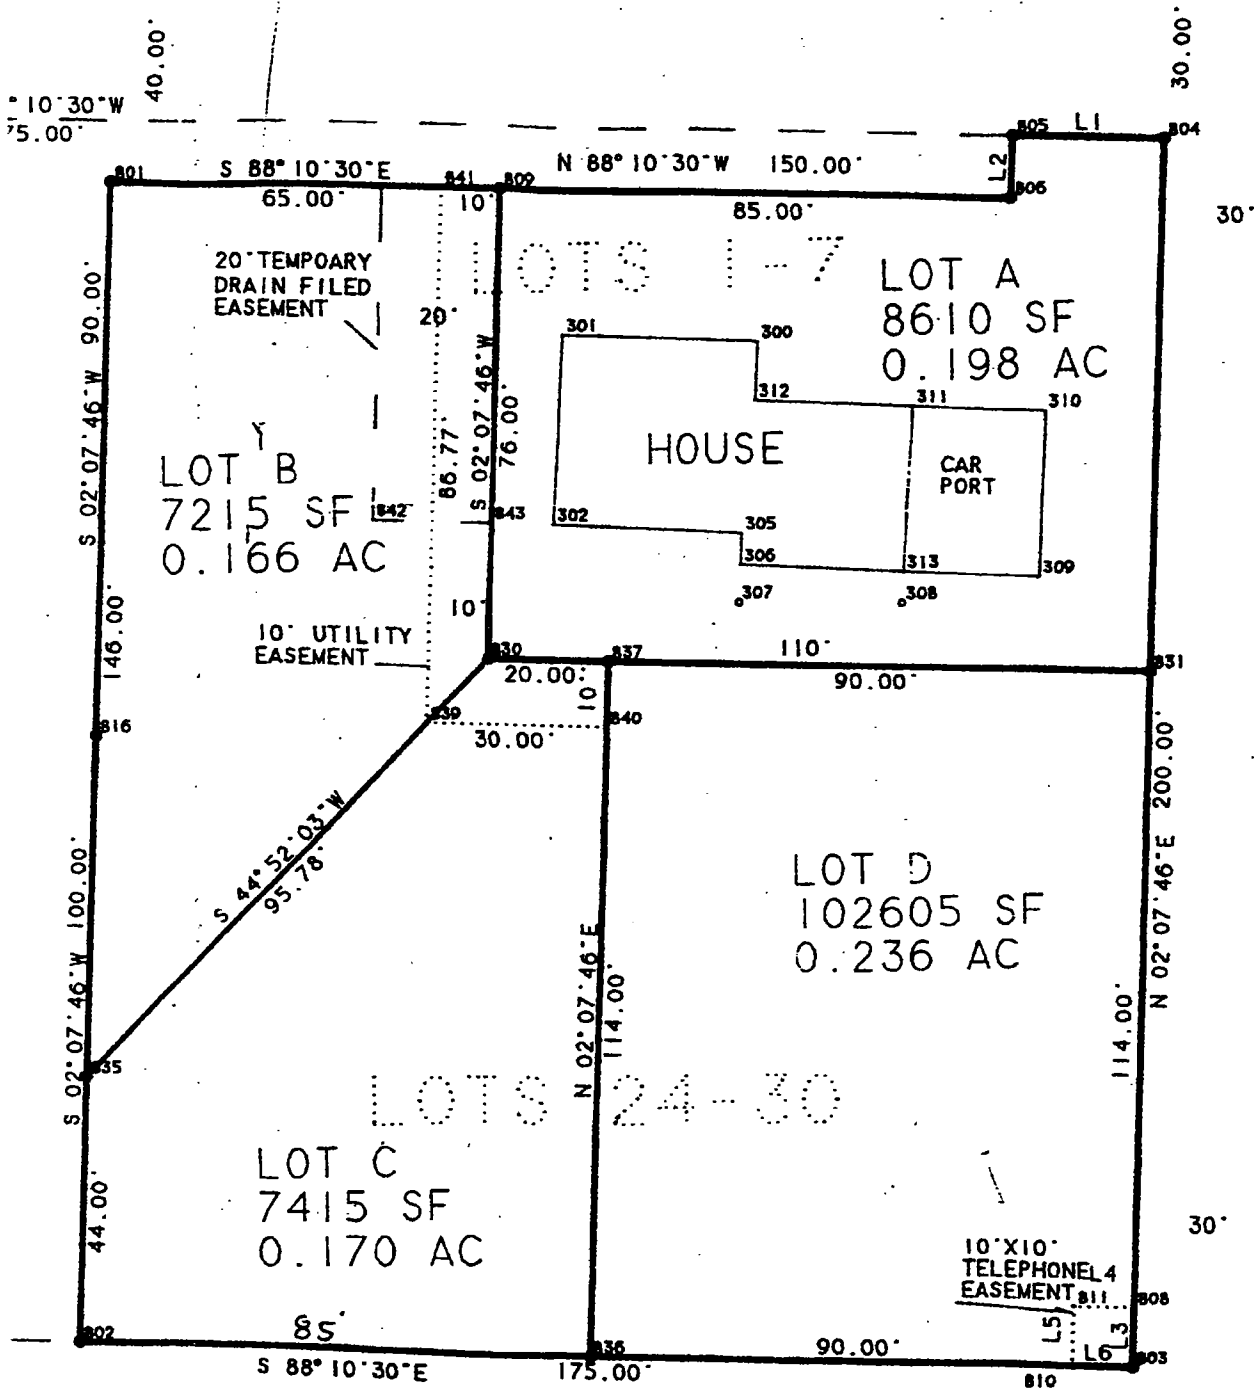 40.00'
30.00'
° 10'30"W
75.00'
805
L1
804
801
S 88° 10'30"E
841
809
N 88° 10'30"W 150.00'
L2
806
65.00'
10'
85.00'
30'
20'TEMPOARY
DRAIN FILED
EASEMENT
LOTS 1-7
LOT A
8610 SF
0.198 AC
20'
301
300
312
311
310
S 02° 07'46"W 90.00'
S 02° 07'46"W
76.00'
86.77'
HOUSE
CAR
PORT
LOT B
7215 SF
0.166 AC
842
843
302
305
306
313
309
307
308
146.00'
10'
10' UTILITY
EASEMENT
830
837
110'
831
20.00'
90.00'
10'
816
839
840
30.00'
N 02° 07'46"E 200.00'
S 44° 52'03"W
95.78'
LOT D
102605 SF
0.236 AC
S 02° 07'46"W 100.00'
N 02° 07'46"E
114.00'
114.00'
835
LOTS 24-30
LOT C
7415 SF
0.170 AC
44.00'
30'
10'X10'
TELEPHONEL4
EASEMENT
811
808
L5
L3
802
85'
836
90.00'
L6
803
S 88° 10'30"E
175.00'
810